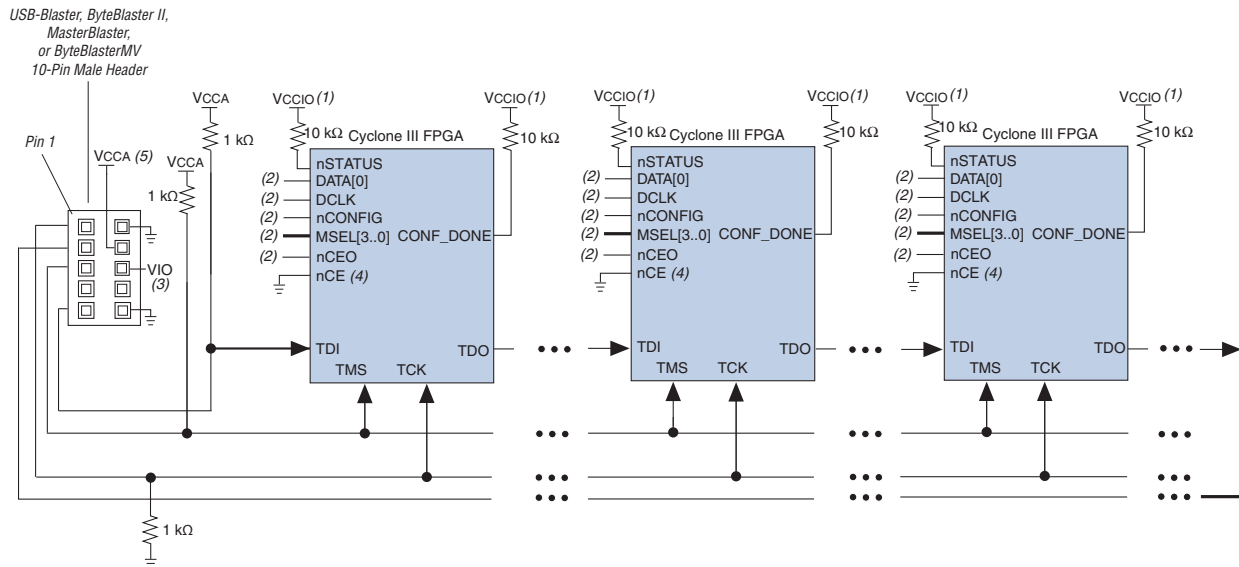 USB-Blaster, ByteBlaster II,
MasterBlaster,
or ByteBlasterMV
10-Pin Male Header
Pin 1
VCCA (5)
VIO
(3)
VCCA
1 kΩ
VCCA
1 kΩ
1 kΩ
VCCIO (1)
VCCIO (1)
10 kΩ
10 kΩ
Cyclone III FPGA
nSTATUS
(2) DATA[0]
(2) DCLK
(2) nCONFIG
(2) MSEL[3..0] CONF_DONE
(2) nCEO
nCE (4)
TDI TDO
TMS TCK
VCCIO (1)
VCCIO (1)
10 kΩ
10 kΩ
Cyclone III FPGA
nSTATUS
(2) DATA[0]
(2) DCLK
(2) nCONFIG
(2) MSEL[3..0] CONF_DONE
(2) nCEO
nCE (4)
TDI TDO
TMS TCK
VCCIO (1)
VCCIO (1)
10 kΩ
10 kΩ
Cyclone III FPGA
nSTATUS
(2) DATA[0]
(2) DCLK
(2) nCONFIG
(2) MSEL[3..0] CONF_DONE
(2) nCEO
nCE (4)
TDI TDO
TMS TCK